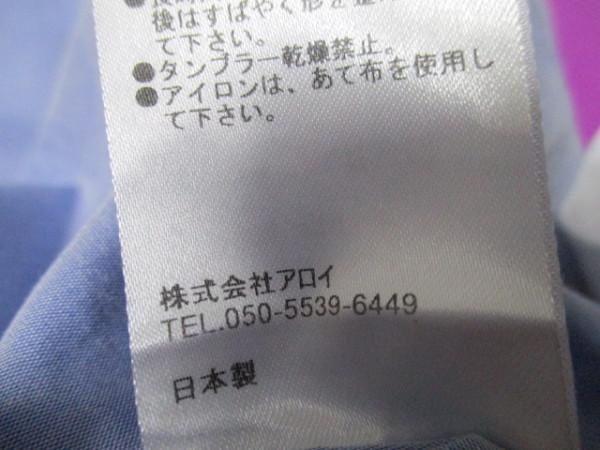 後はすばやく形を整
て下さい。
●タンブラー乾燥禁止。
●アイロンは、あて布を使用し
て下さい。
株式会社アロイ
TEL.050-5539-6449
日本製